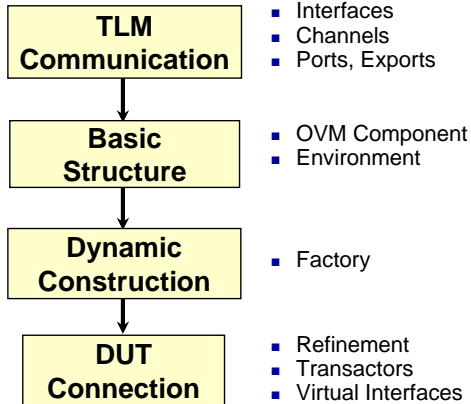 TLM
Communication
Interfaces
Channels
Ports, Exports
Basic
Structure
OVM Component
Environment
Dynamic
Construction
Factory
DUT
Connection
Refinement
Transactors
Virtual Interfaces